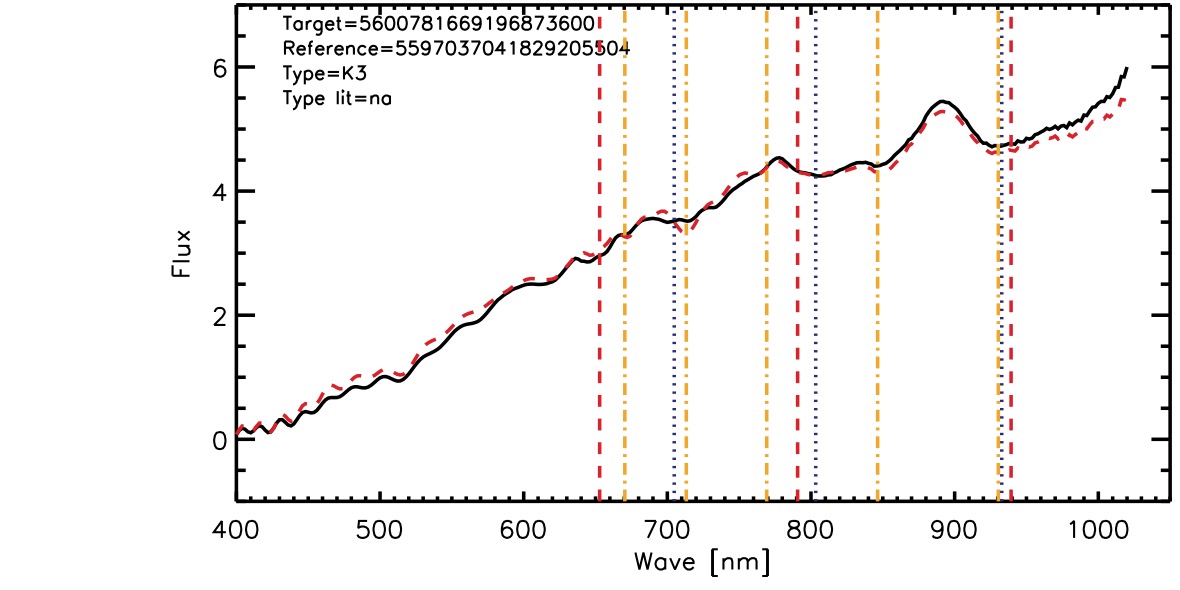 Target=5600781669196873600
Reference=5597037041829205504
Type=K3
Type lit=na
6
4
2
0
Flux
400 500 600 700 800 900 1000
Wave [nm]